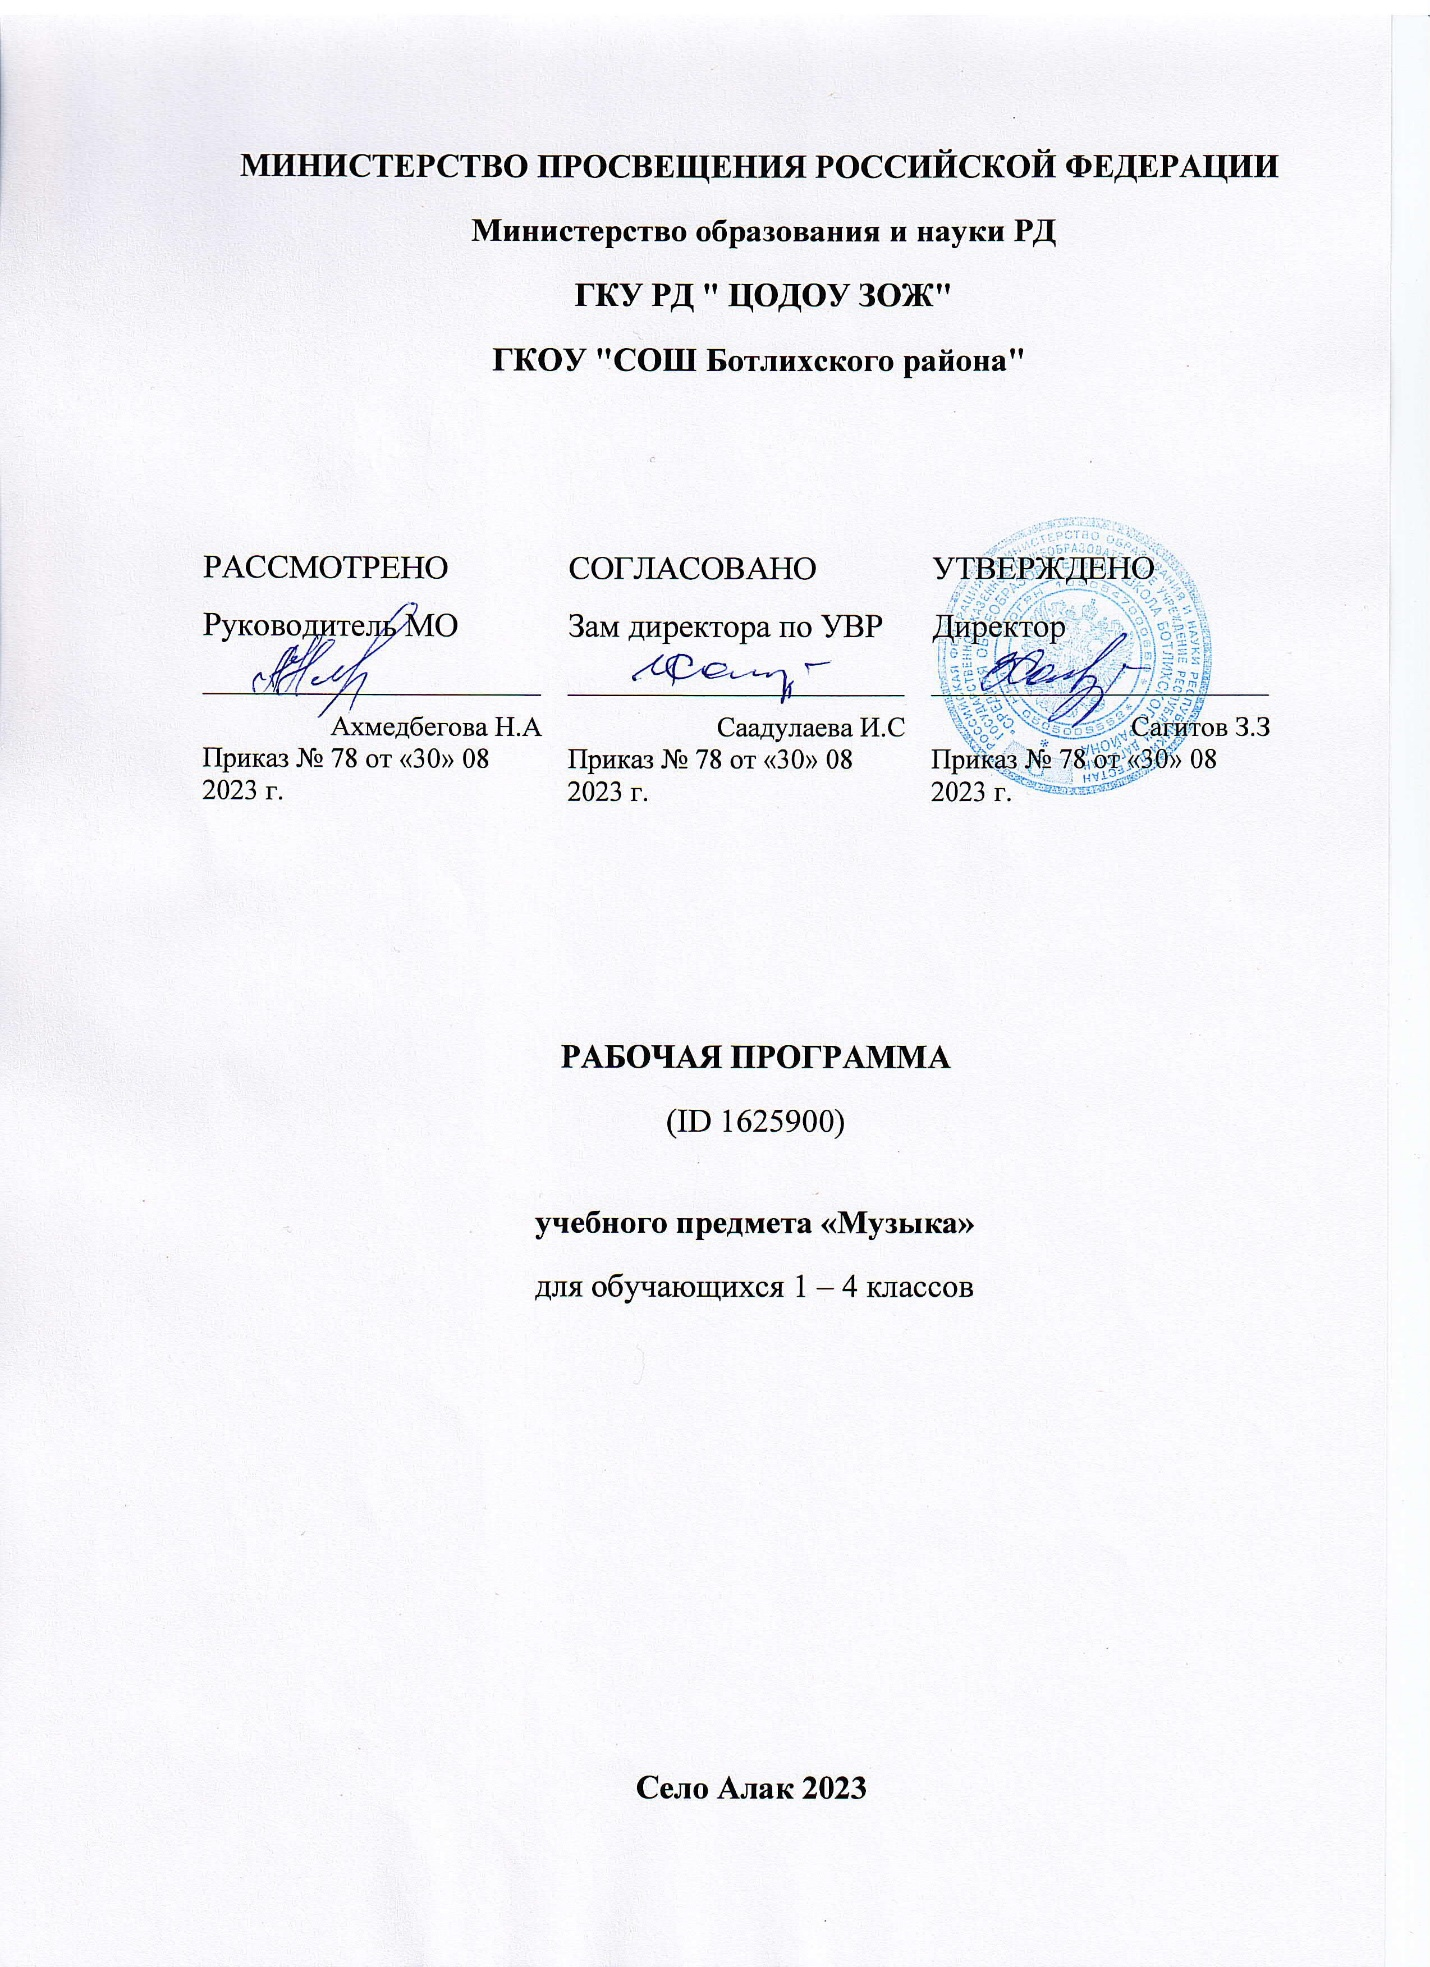 МИНИСТЕРСТВО ПРОСВЕЩЕНИЯ РОССИЙСКОЙ ФЕДЕРАЦИИ
Министерство образования и науки РД
ГКУ РД " ЦОДОУ ЗОЖ"
ГКОУ "СОШ Ботлихского района"
РАССМОТРЕНО
Руководитель МО
Ахмедбегова Н.А
Приказ № 78 от «30» 08
2023 г.
СОГЛАСОВАНО
Зам директора по УВР
Саадулаева И.С
Приказ № 78 от «30» 08
2023 г.
УТВЕРЖДЕНО
Директор
Сагитов З.З
Приказ № 78 от «30» 08
2023 г.
РАБОЧАЯ ПРОГРАММА
(ID 1625900)
учебного предмета «Музыка»
для обучающихся 1 – 4 классов
Село Алак 2023